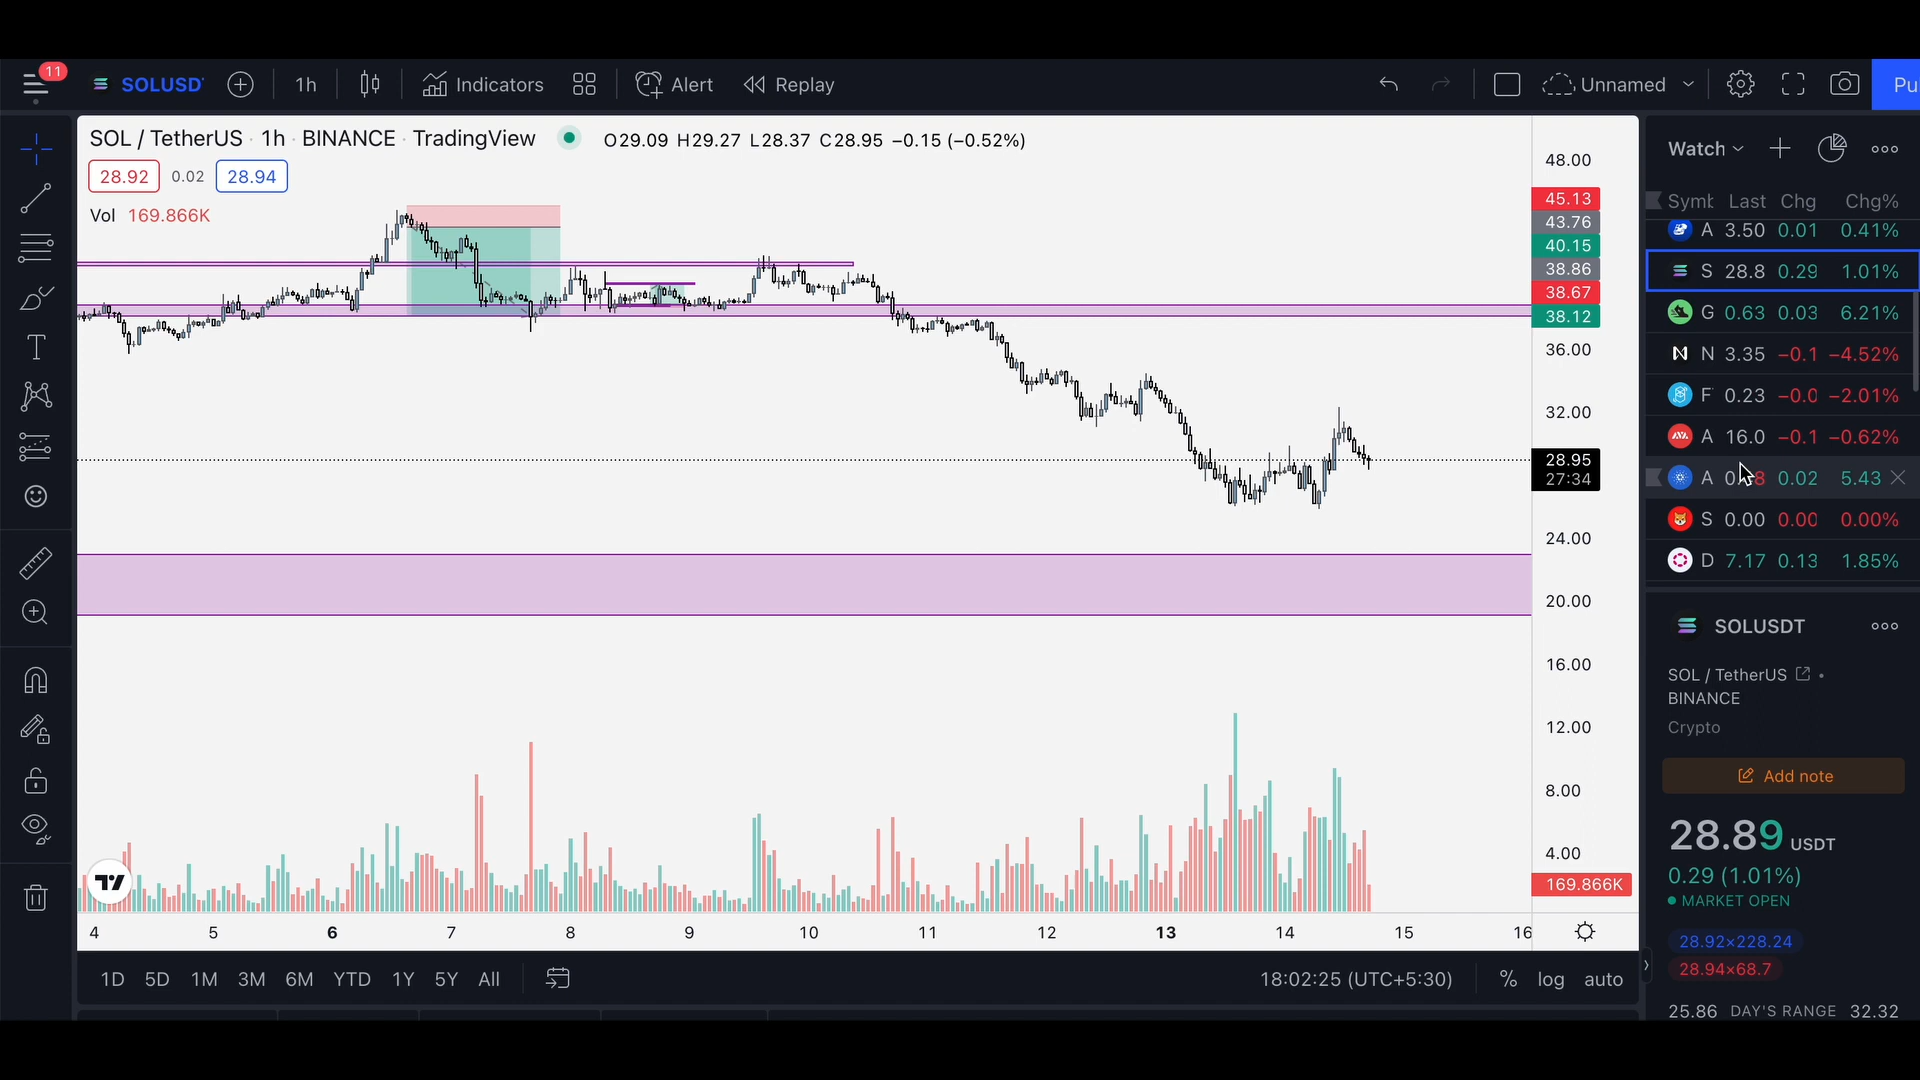 11
SOLUSD
1h
Indicators
Alert
Replay
Unnamed
Pu
SOL / TetherUS · 1h · BINANCE · TradingView
O29.09 H29.27 L28.37 C28.95 −0.15 (−0.52%)
28.92 0.02 28.94
Vol 169.866K
48.00
45.13
43.76
40.15
38.86
38.67
38.12
36.00
32.00
28.95
27:34
24.00
20.00
16.00
12.00
8.00
4.00
169.866K
4 5 6 7 8 9 10 11 12 13 14 15 16
1D 5D 1M 3M 6M YTD 1Y 5Y All
18:02:25 (UTC+5:30) % log auto
Watch
Last Chg Chg%
A 3.50 0.01 0.41%
S 28.8 0.29 1.01%
G 0.63 0.03 6.21%
N 3.35 −0.1 −4.52%
F 0.23 −0.0 −2.01%
A 16.0 −0.1 −0.62%
A 0.02 5.43
S 0.00 0.00 0.00%
D 7.17 0.13 1.85%
SOLUSDT
SOL / TetherUS
BINANCE
Crypto
Add note
28.89 USDT
0.29 (1.01%)
MARKET OPEN
28.92×228.24
28.94×68.7
25.86 DAY'S RANGE 32.32